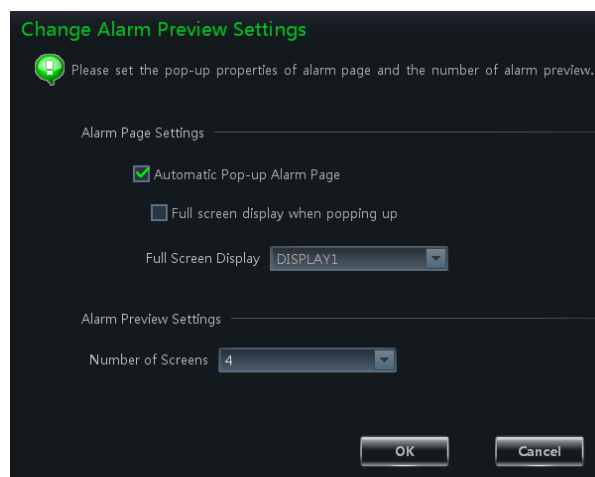 Change Alarm Preview Settings
Please set the pop-up properties of alarm page and the number of alarm preview.
Alarm Page Settings
Automatic Pop-up Alarm Page
Full screen display when popping up
Full Screen Display DISPLAY1
Alarm Preview Settings
Number of Screens 4
OK Cancel